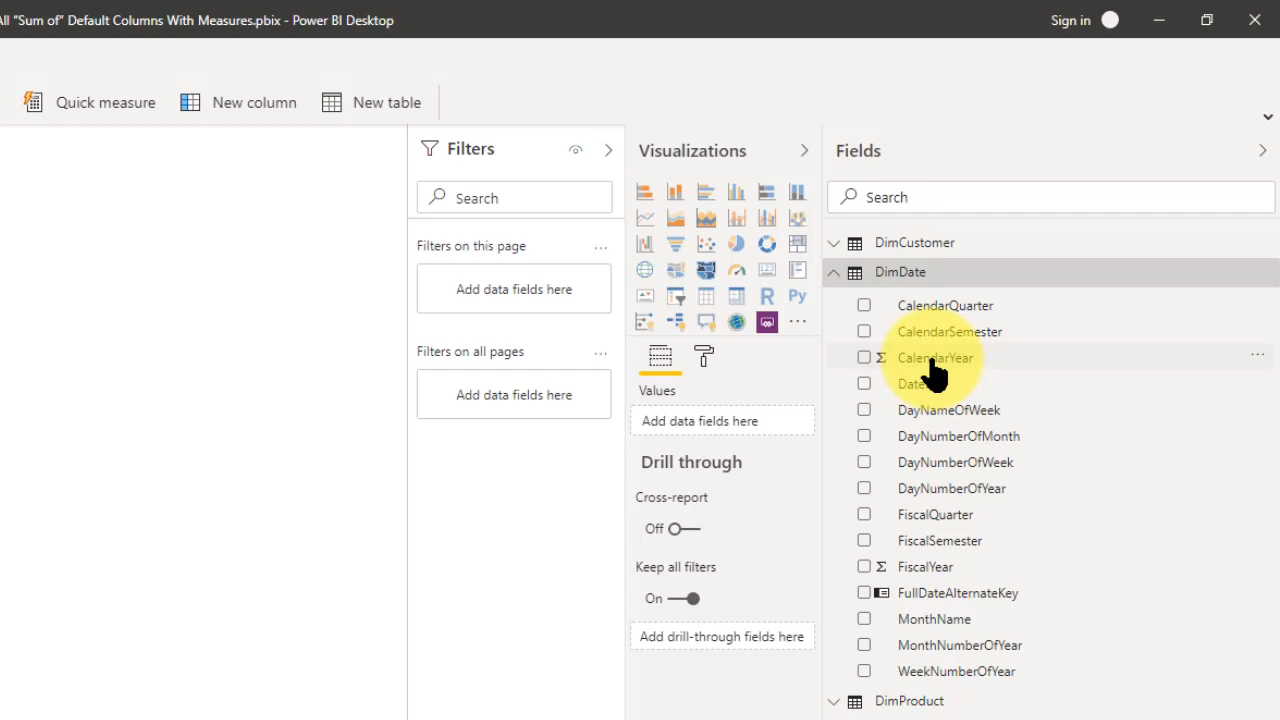 All “Sum of” Default Columns With Measures.pbix - Power BI Desktop
Sign in
Quick measure
New column
New table
Filters
Search
Filters on this page
...
Add data fields here
Filters on all pages
...
Add data fields here
Visualizations
R
Py
...
Values
Add data fields here
Drill through
Cross-report
Off
Keep all filters
On
Add drill-through fields here
Fields
Search
DimCustomer
DimDate
CalendarQuarter
CalendarSemester
Σ CalendarYear
...
DayNameOfWeek
DayNumberOfMonth
DayNumberOfWeek
DayNumberOfYear
FiscalQuarter
FiscalSemester
Σ FiscalYear
FullDateAlternateKey
MonthName
MonthNumberOfYear
WeekNumberOfYear
DimProduct